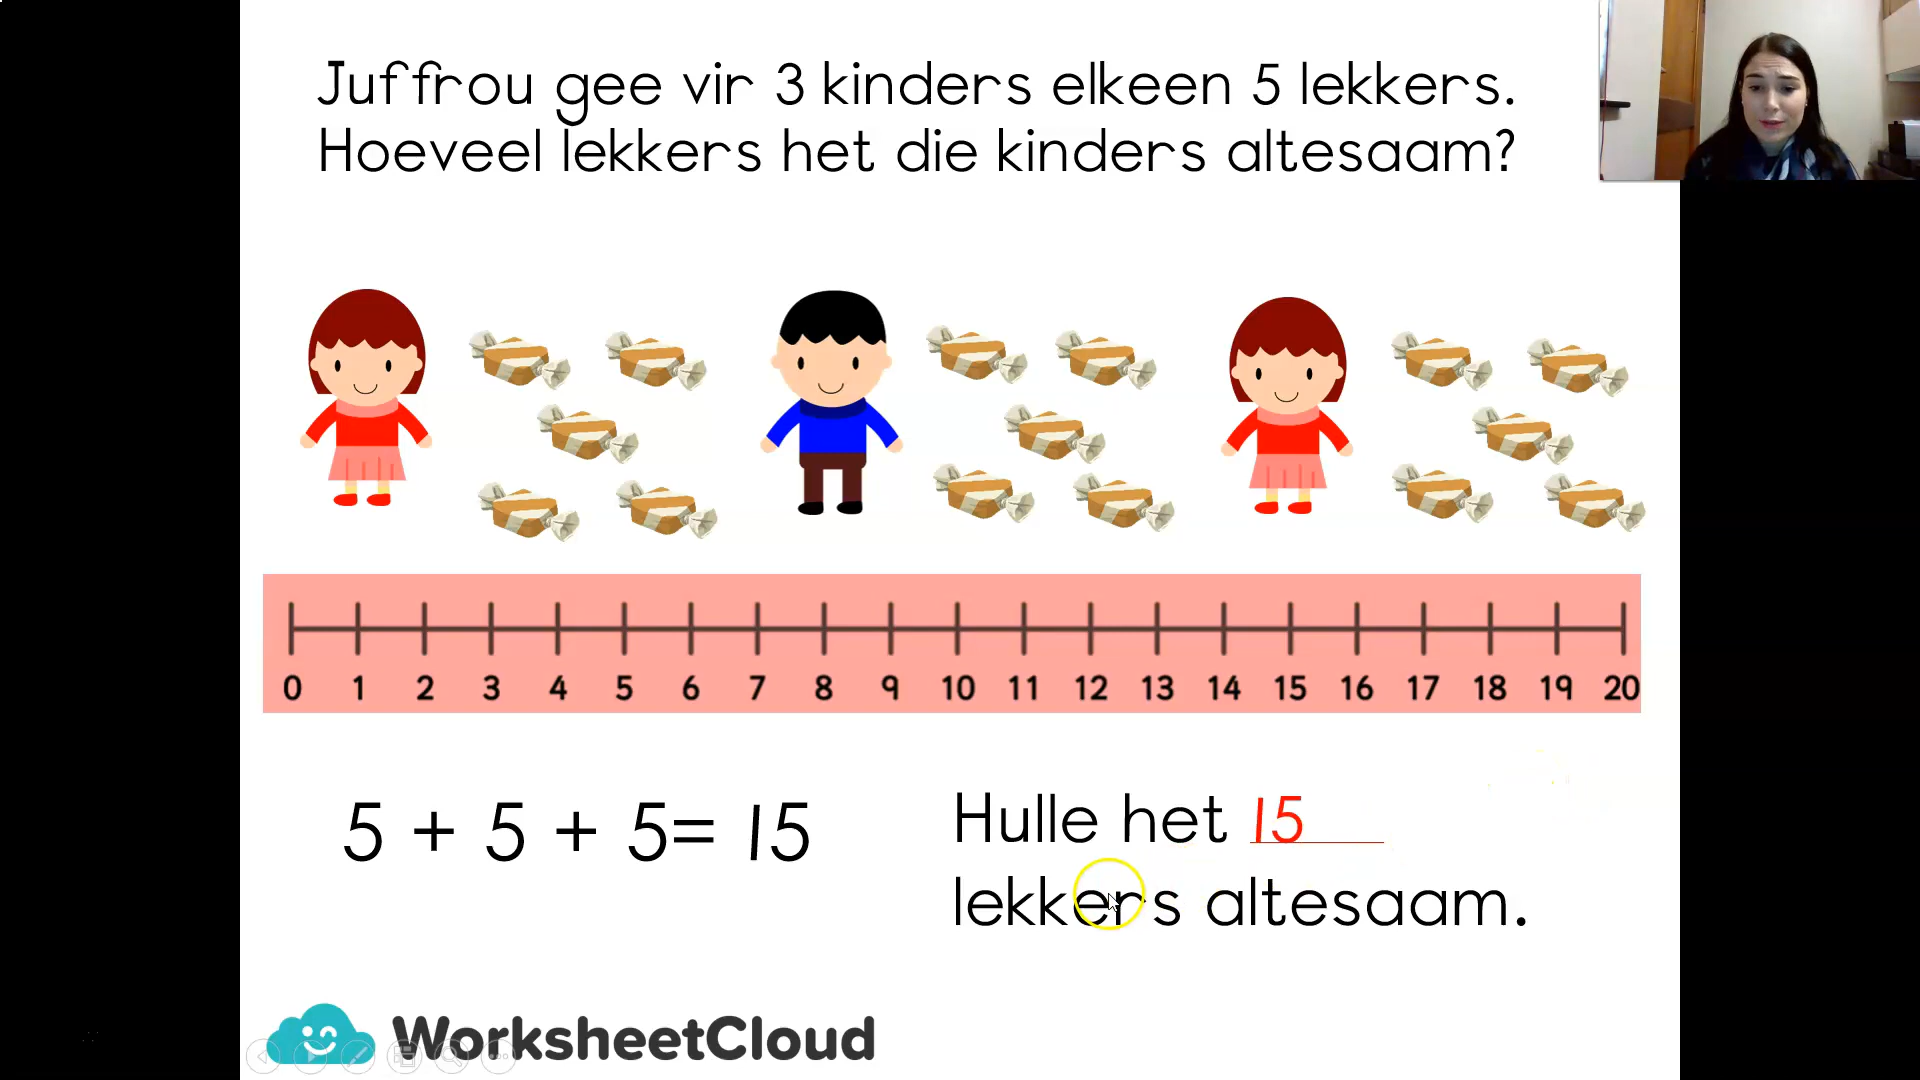 Juffrou gee vir 3 kinders elkeen 5 lekkers.
Hoeveel lekkers het die kinders altesaam?
0 1 2 3 4 5 6 7 8 9 10 11 12 13 14 15 16 17 18 19 20
5 + 5 + 5= 15
Hulle het 15
lekkers altesaam.
WorksheetCloud